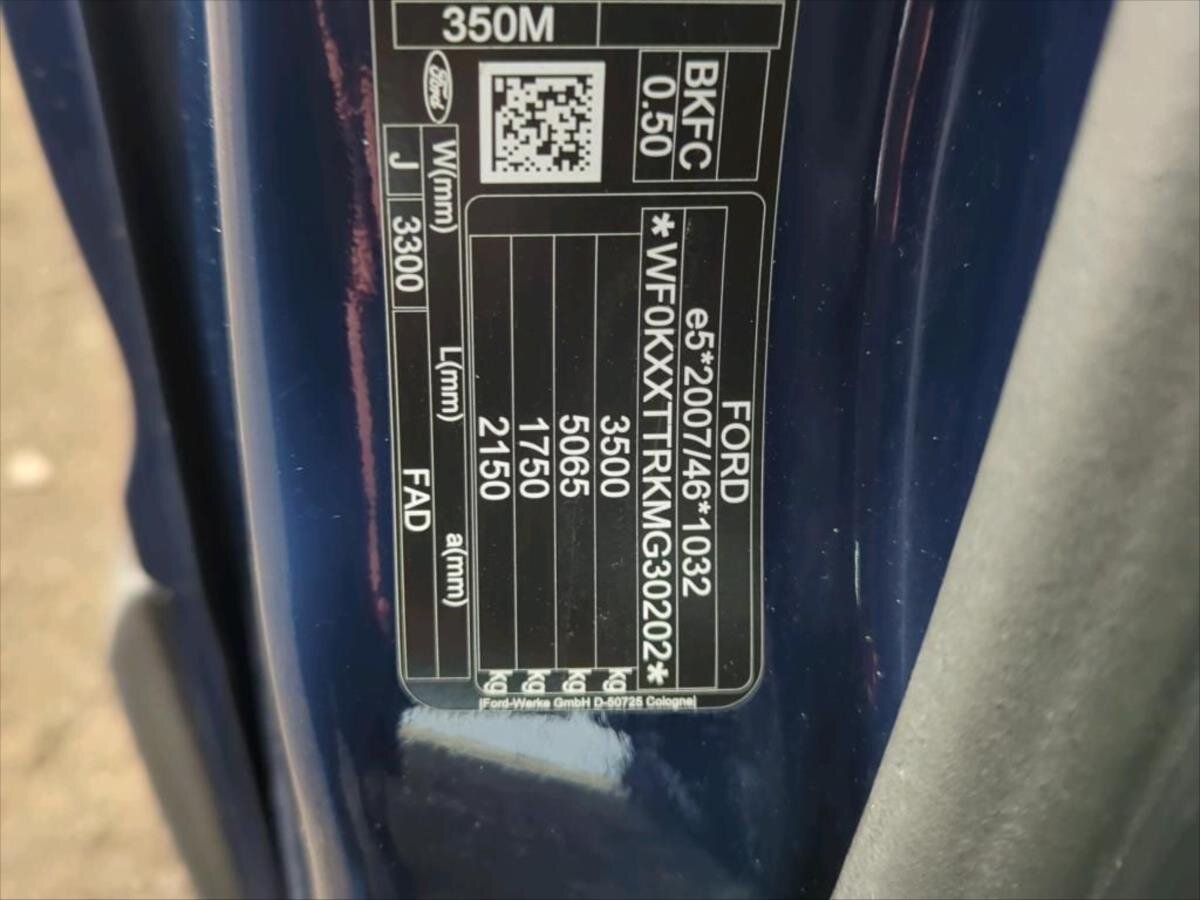 FORD
e5*2007/46*1032
*WF0KXXTTRKMG30202*
3500 kg
5065 kg
1750 kg
2150 kg
BKFC
0.50
350M
Ford
W(mm) L(mm) a(mm)
J 3300 FAD
Ford-Werke GmbH D-50725 Cologne